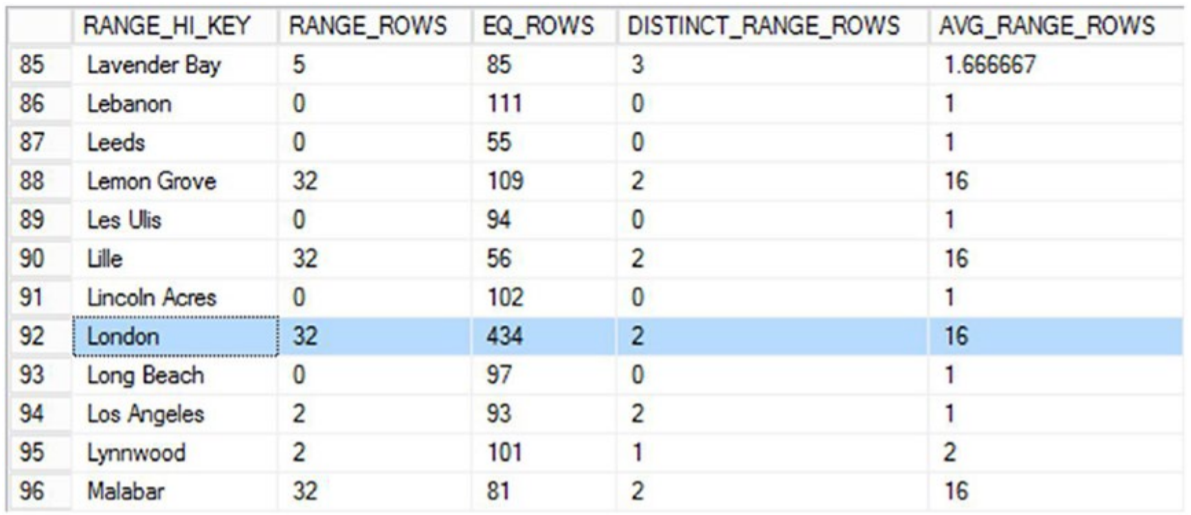 RANGE_HI_KEY RANGE_ROWS EQ_ROWS DISTINCT_RANGE_ROWS AVG_RANGE_ROWS
85 Lavender Bay 5 85 3 1.666667
86 Lebanon 0 111 0 1
87 Leeds 0 55 0 1
88 Lemon Grove 32 109 2 16
89 Les Ulis 0 94 0 1
90 Lille 32 56 2 16
91 Lincoln Acres 0 102 0 1
92 London 32 434 2 16
93 Long Beach 0 97 0 1
94 Los Angeles 2 93 2 1
95 Lynnwood 2 101 1 2
96 Malabar 32 81 2 16